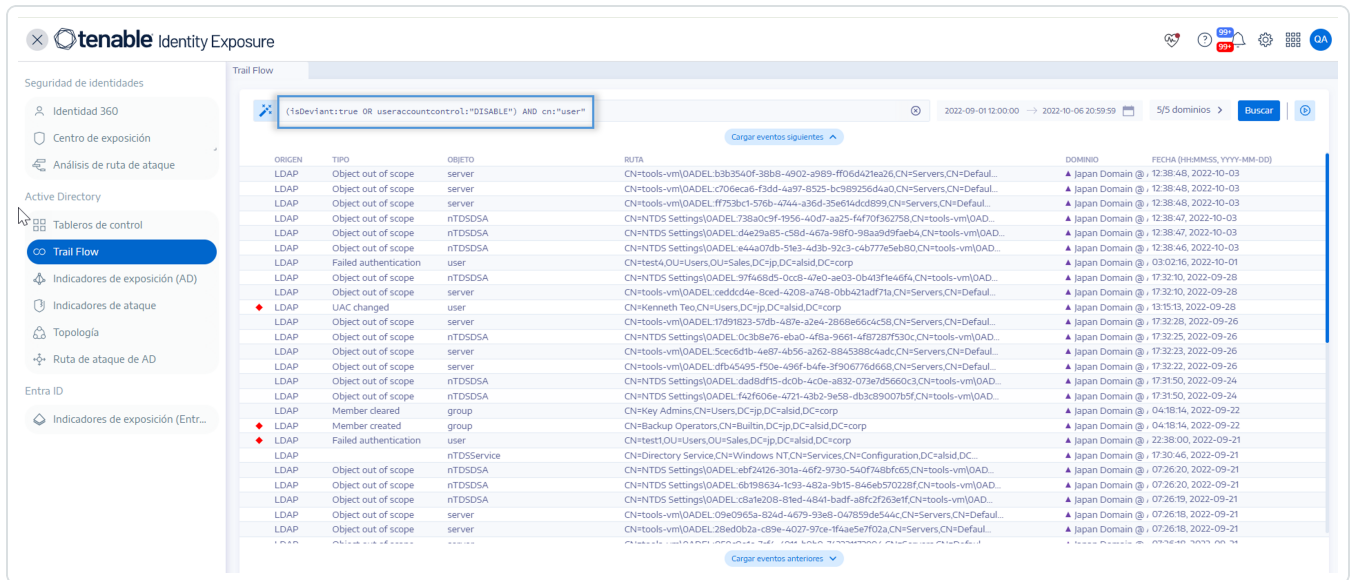 tenable Identity Exposure
99+
99+
QA
Seguridad de identidades
Identidad 360
Centro de exposición
Análisis de ruta de ataque
Active Directory
Tableros de control
Trail Flow
Indicadores de exposición (AD)
Indicadores de ataque
Topología
Ruta de ataque de AD
Entra ID
Indicadores de exposición (Entr...
Trail Flow
(isDeviant:true OR useraccountcontrol:"DISABLE") AND cn:"user"
2022-09-01 12:00:00 → 2022-10-06 20:59:59
5/5 dominios >
Buscar
Cargar eventos siguientes
ORIGEN TIPO OBJETO RUTA DOMINIO FECHA (HH:MM:SS, YYYY-MM-DD)
LDAP Object out of scope server CN=tools-vm\0ADEL:b3b3540f-38b8-4902-a989-ff06d421ea26,CN=Servers,CN=Defaul... Japan Domain @ 12:38:48, 2022-10-03
LDAP Object out of scope server CN=tools-vm\0ADEL:c706eca6-f3dd-4a97-8525-bc989256d4a0,CN=Servers,CN=Defaul... Japan Domain @ 12:38:48, 2022-10-03
LDAP Object out of scope server CN=tools-vm\0ADEL:ff753bc1-576b-4744-a36d-35e614dcd899,CN=Servers,CN=Defaul... Japan Domain @ 12:38:48, 2022-10-03
LDAP Object out of scope nTDSDSA CN=NTDS Settings\0ADEL:738a0c9f-1956-40d7-aa25-f4f70f362758,CN=tools-vm\0AD... Japan Domain @ 12:38:47, 2022-10-03
LDAP Object out of scope nTDSDSA CN=NTDS Settings\0ADEL:d4e29a85-c58d-467a-98f0-98aa9d9faeb4,CN=tools-vm\0AD... Japan Domain @ 12:38:47, 2022-10-03
LDAP Object out of scope nTDSDSA CN=NTDS Settings\0ADEL:e44a07db-51e3-4d3b-92c3-c4b777e5eb80,CN=tools-vm\0AD... Japan Domain @ 12:38:46, 2022-10-03
LDAP Failed authentication user CN=test4,OU=Users,OU=Sales,DC=jp,DC=alsid,DC=corp Japan Domain @ 03:02:16, 2022-10-01
LDAP Object out of scope nTDSDSA CN=NTDS Settings\0ADEL:97f468d5-0cc8-47e0-ae03-0b413f1e46f4,CN=tools-vm\0AD... Japan Domain @ 17:32:10, 2022-09-28
LDAP Object out of scope server CN=tools-vm\0ADEL:ceddcd4e-8ced-4208-a748-0bb421adf71a,CN=Servers,CN=Defaul... Japan Domain @ 17:32:10, 2022-09-28
LDAP UAC changed user CN=Kenneth Teo,CN=Users,DC=jp,DC=alsid,DC=corp Japan Domain @ 13:15:13, 2022-09-28
LDAP Object out of scope server CN=tools-vm\0ADEL:17d91823-57db-487e-a2e4-2868e66c4c58,CN=Servers,CN=Defaul... Japan Domain @ 17:32:28, 2022-09-26
LDAP Object out of scope nTDSDSA CN=NTDS Settings\0ADEL:0c3b8e76-eba0-4f8a-9661-4f87287f530c,CN=tools-vm\0AD... Japan Domain @ 17:32:25, 2022-09-26
LDAP Object out of scope server CN=tools-vm\0ADEL:5cec6d1b-4e87-4b56-a262-8845388c4adc,CN=Servers,CN=Defaul... Japan Domain @ 17:32:23, 2022-09-26
LDAP Object out of scope server CN=tools-vm\0ADEL:dfb45495-f50e-496f-b4fe-3f906776d668,CN=Servers,CN=Defaul... Japan Domain @ 17:32:22, 2022-09-26
LDAP Object out of scope nTDSDSA CN=NTDS Settings\0ADEL:dad8df15-dc0b-4c0e-a832-073e7d5660c3,CN=tools-vm\0AD... Japan Domain @ 17:31:50, 2022-09-24
LDAP Object out of scope nTDSDSA CN=NTDS Settings\0ADEL:f42f606e-4721-43b2-9e58-db3c89007b5f,CN=tools-vm\0AD... Japan Domain @ 17:31:50, 2022-09-24
LDAP Member cleared group CN=Key Admins,CN=Users,DC=jp,DC=alsid,DC=corp Japan Domain @ 04:18:14, 2022-09-22
LDAP Member created group CN=Backup Operators,CN=Builtin,DC=jp,DC=alsid,DC=corp Japan Domain @ 04:18:14, 2022-09-22
LDAP Failed authentication user CN=test1,OU=Users,OU=Sales,DC=jp,DC=alsid,DC=corp Japan Domain @ 22:38:00, 2022-09-21
LDAP nTDSService CN=Directory Service,CN=Windows NT,CN=Services,CN=Configuration,DC=alsid,DC... Japan Domain @ 17:30:46, 2022-09-21
LDAP Object out of scope nTDSDSA CN=NTDS Settings\0ADEL:ebf24126-301a-46f2-9730-540f748bfc65,CN=tools-vm\0AD... Japan Domain @ 07:26:20, 2022-09-21
LDAP Object out of scope nTDSDSA CN=NTDS Settings\0ADEL:6b198634-1c93-482a-9b15-846eb570228f,CN=tools-vm\0AD... Japan Domain @ 07:26:20, 2022-09-21
LDAP Object out of scope nTDSDSA CN=NTDS Settings\0ADEL:c8a1e208-81ed-4841-badf-a8fc2f263e1f,CN=tools-vm\0AD... Japan Domain @ 07:26:19, 2022-09-21
LDAP Object out of scope server CN=tools-vm\0ADEL:09e0965a-824d-4679-93e8-047859de544c,CN=Servers,CN=Defaul... Japan Domain @ 07:26:18, 2022-09-21
LDAP Object out of scope server CN=tools-vm\0ADEL:28ed0b2a-c89e-4027-97ce-1f4ae5e7f02a,CN=Servers,CN=Defaul... Japan Domain @ 07:26:18, 2022-09-21
Cargar eventos anteriores